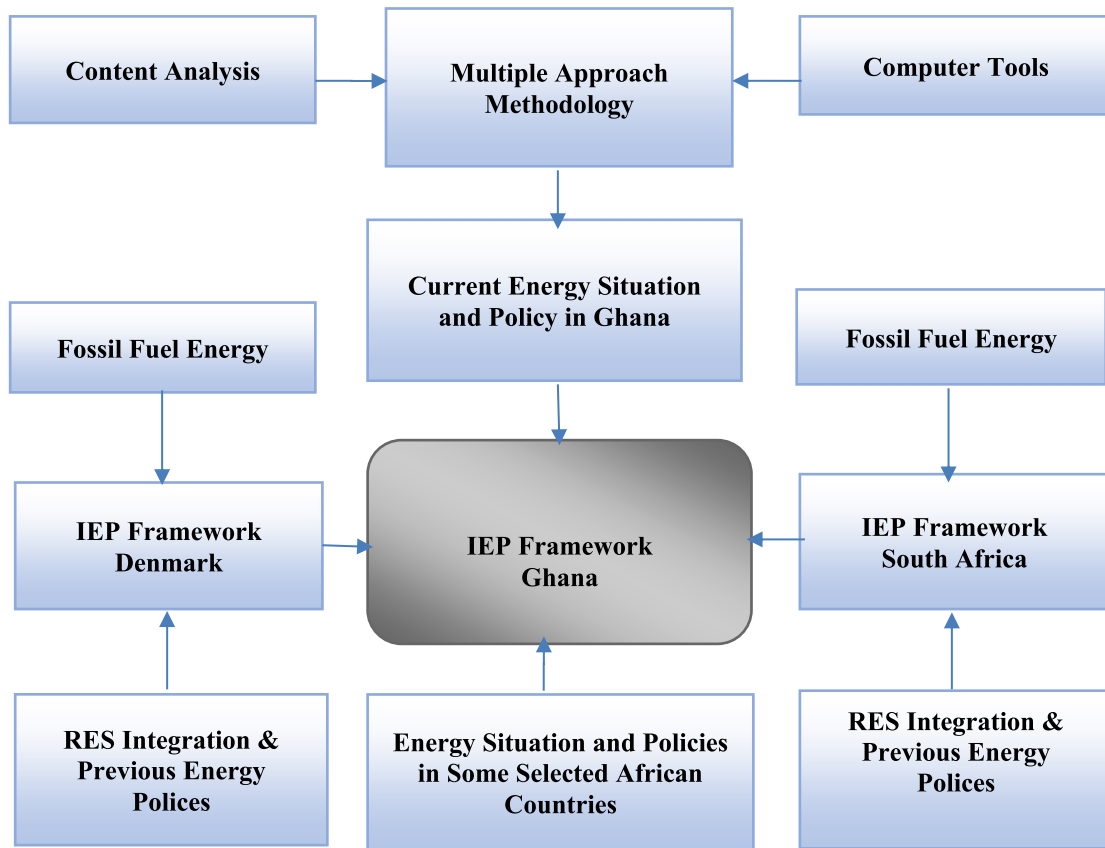 Content Analysis
Multiple Approach
Methodology
Computer Tools
Current Energy Situation
and Policy in Ghana
Fossil Fuel Energy
Fossil Fuel Energy
IEP Framework
Denmark
IEP Framework
Ghana
IEP Framework
South Africa
RES Integration &
Previous Energy
Polices
Energy Situation and Policies
in Some Selected African
Countries
RES Integration &
Previous Energy
Polices